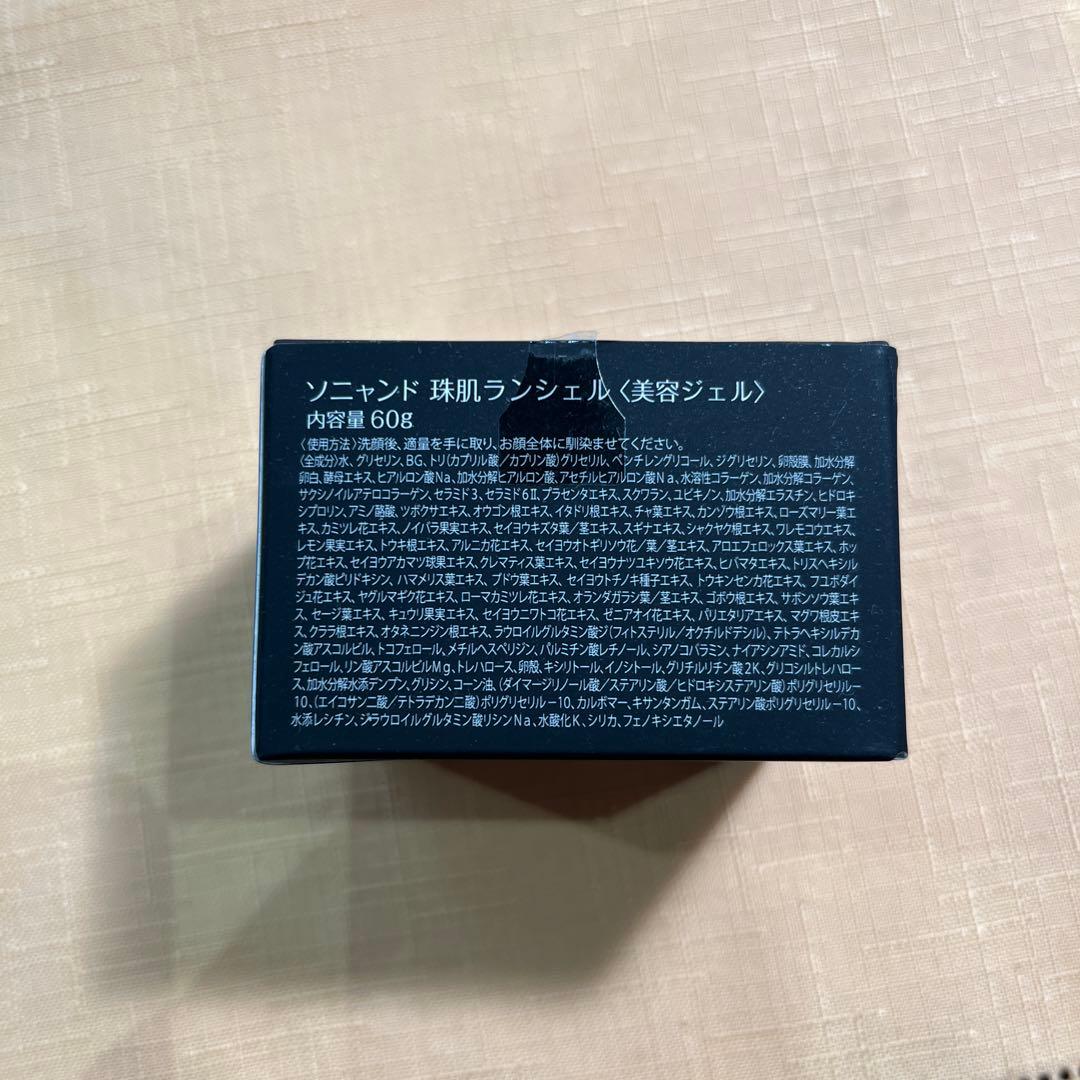 ソニャンド 珠肌ランシェル〈美容ジェル〉
内容量 60g
〈使用方法〉洗顔後、適量を手に取り、お顔全体に馴染ませてください。
〈全成分〉水、グリセリン、BG、トリ(カプリル酸/カプリン酸)グリセリル、ペンチレングリコール、ジグリセリン、卵殻膜、加水分解
卵白、酵母エキス、ヒアルロン酸Na、加水分解ヒアルロン酸、アセチルヒアルロン酸Na、水溶性コラーゲン、加水分解コラーゲン、
サクシノイルアテロコラーゲン、セラミド3、セラミド6Ⅱ、プラセンタエキス、スクワラン、ユビキノン、加水分解エラスチン、ヒドロキ
シプロリン、アミノ酪酸、ツボクサエキス、オウゴン根エキス、イタドリ根エキス、チャ葉エキス、カンゾウ根エキス、ローズマリー葉エ
キス、カミツレ花エキス、ノイバラ果実エキス、セイヨウキズタ葉/茎エキス、スギナエキス、シャクヤク根エキス、ワレモコウエキス、
レモン果実エキス、トウキ根エキス、アルニカ花エキス、セイヨウオトギリソウ花/葉/茎エキス、アロエフェロックス葉エキス、ホッ
プ花エキス、セイヨウアカマツ球果エキス、クレマティス葉エキス、セイヨウナツユキソウ花エキス、ヒバマタエキス、トリスヘキシル
デカン酸ピリドキシン、ハマメリス葉エキス、ブドウ葉エキス、セイヨウトチノキ種子エキス、トウキンセンカ花エキス、フユボダイ
ジュ花エキス、ヤグルマギク花エキス、ローマカミツレ花エキス、オランダガラシ葉/茎エキス、ゴボウ根エキス、サボンソウ葉エキ
ス、セージ葉エキス、キュウリ果実エキス、セイヨウニワトコ花エキス、ゼニアオイ花エキス、パリエタリアエキス、マグワ根皮エキ
ス、クララ根エキス、オタネニンジン根エキス、ラウロイルグルタミン酸ジ(フィトステリル/オクチルドデシル)、テトラヘキシルデカ
ン酸アスコルビル、トコフェロール、メチルヘスペリジン、パルミチン酸レチノール、シアノコバラミン、ナイアシンアミド、コレカルシ
フェロール、リン酸アスコルビルMg、トレハロース、卵殻、キシリトール、イノシトール、グリチルリチン酸2K、グリコシルトレハロー
ス、加水分解水添デンプン、グリシン、コーン油、(ダイマージリノール酸/ステアリン酸/ヒドロキシステアリン酸)ポリグリセリル－
10、(エイコサン二酸/テトラデカン二酸)ポリグリセリル－10、カルボマー、キサンタンガム、ステアリン酸ポリグリセリル－10、
水添レシチン、ジラウロイルグルタミン酸リシンNa、水酸化K、シリカ、フェノキシエタノール